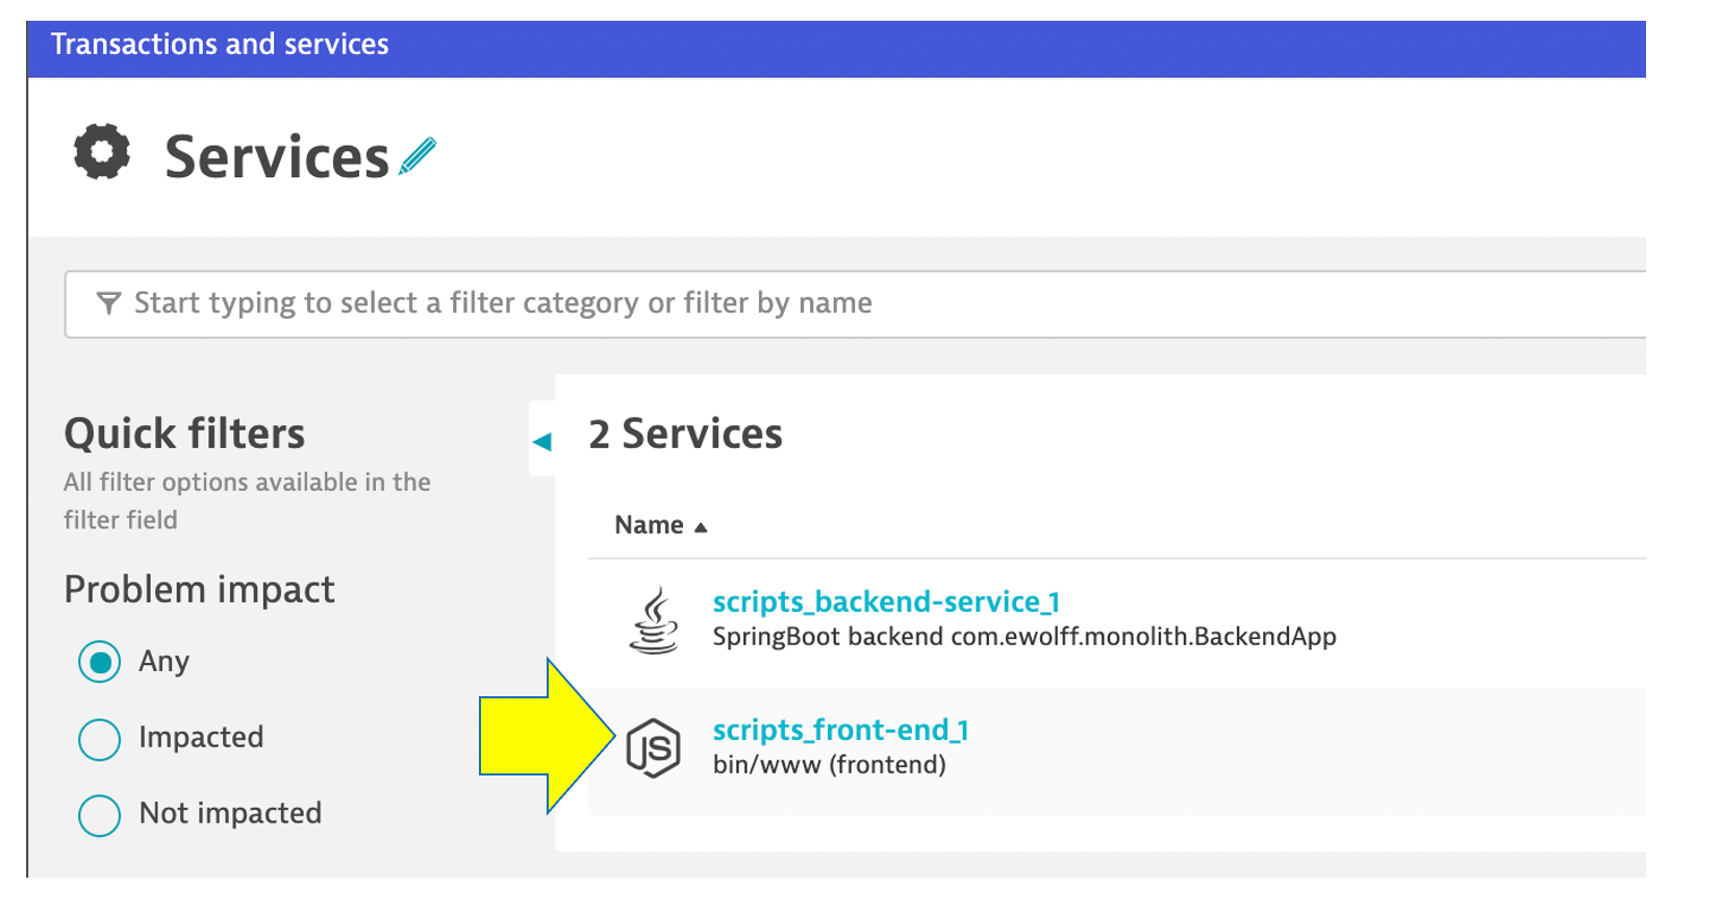 Transactions and services
Services
Start typing to select a filter category or filter by name
Quick filters
All filter options available in the
filter field
Problem impact
Any
Impacted
Not impacted
2 Services
Name
scripts_backend-service_1
SpringBoot backend com.ewolff.monolith.BackendApp
JS
scripts_front-end_1
bin/www (frontend)